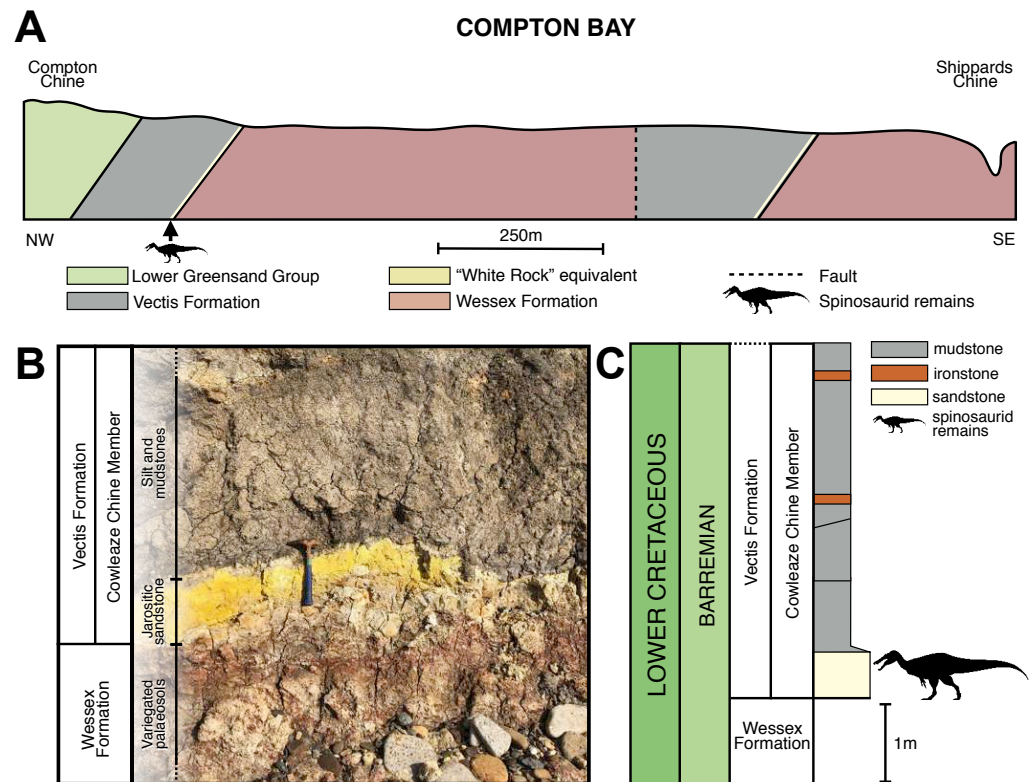 A
COMPTON BAY
Compton
Chine
Shippards
Chine
NW
250m
SE
Lower Greensand Group
Vectis Formation
“White Rock” equivalent
Wessex Formation
Fault
Spinosaurid remains
B
Vectis Formation
Cowleaze Chine Member
Silt and
mudstones
Jarositic
sandstone
Wessex
Formation
Variegated
palaeosols
C
LOWER CRETACEOUS
BARREMIAN
Vectis Formation
Cowleaze Chine Member
Wessex
Formation
mudstone
ironstone
sandstone
spinosaurid
remains
1m